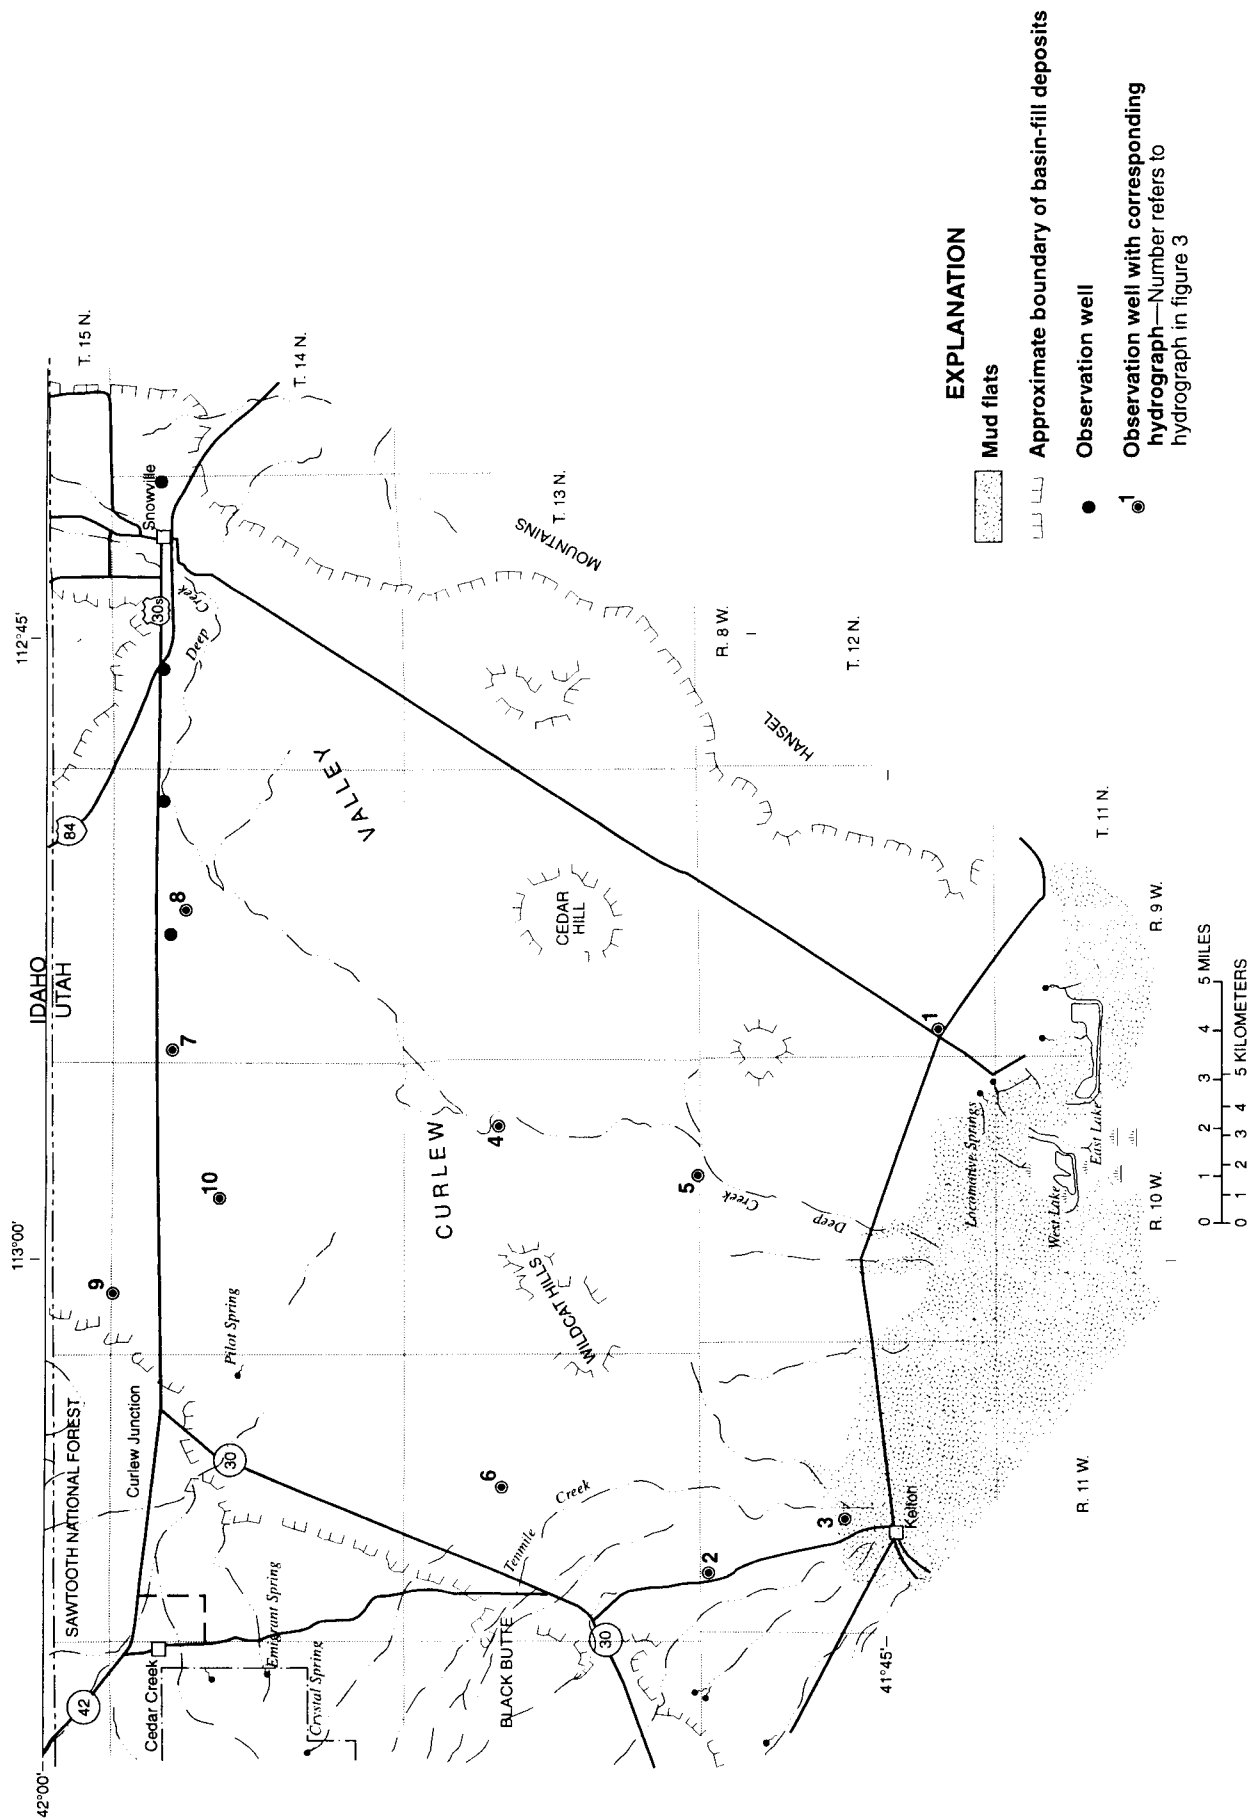 42°00'
113°00'
112°45'
IDAHO
UTAH
42
SAWTOOTH NATIONAL FOREST
84
T. 15 N.
Cedar Creek
Curlew Junction
9
7
8
30s
Snowville
Deep
Creek
Emigrant Spring
30
Pilot Spring
10
T. 14 N.
Crystal Spring
CURLEW
VALLEY
BLACK BUTTE
Tenmile
Creek
6
WILDCAT HILLS
4
CEDAR
HILL
MOUNTAINS
T. 13 N.
30
2
5
Deep
Creek
R. 8 W.
HANSEL
T. 12 N.
3
Kelton
1
41°45'
Locomotive Springs
West Lake
East Lake
T. 11 N.
R. 11 W.
R. 10 W.
R. 9 W.
0 1 2 3 4 5 MILES
0 1 2 3 4 5 KILOMETERS
EXPLANATION
Mud flats
Approximate boundary of basin-fill deposits
Observation well
1
Observation well with corresponding
hydrograph—Number refers to
hydrograph in figure 3